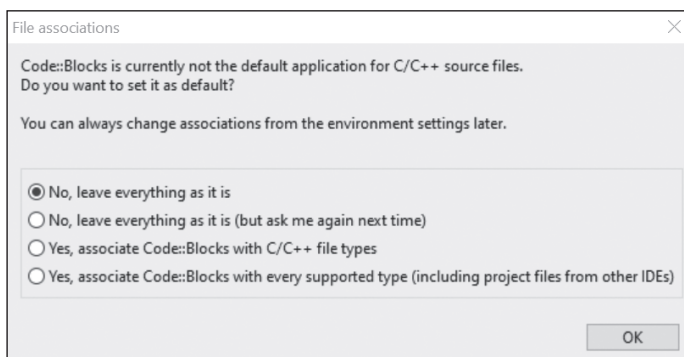 File associations
Code::Blocks is currently not the default application for C/C++ source files.
Do you want to set it as default?
You can always change associations from the environment settings later.
No, leave everything as it is
No, leave everything as it is (but ask me again next time)
Yes, associate Code::Blocks with C/C++ file types
Yes, associate Code::Blocks with every supported type (including project files from other IDEs)
OK